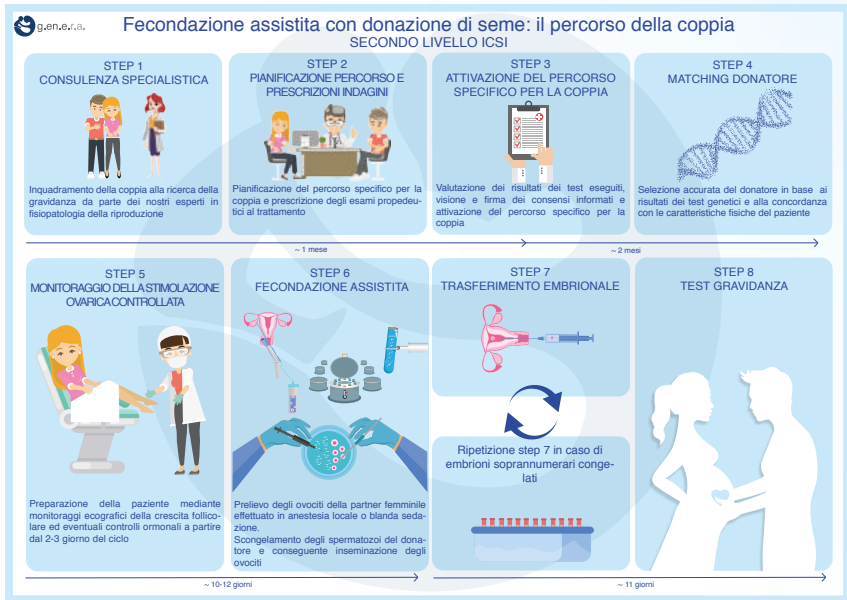 g.en.e.r.a.
Fecondazione assistita con donazione di seme: il percorso della coppia
SECONDO LIVELLO ICSI
STEP 1
CONSULENZA SPECIALISTICA
Inquadramento della coppia alla ricerca della
gravidanza da parte dei nostri esperti in
fisiopatologia della riproduzione
STEP 2
PIANIFICAZIONE PERCORSO E
PRESCRIZIONI INDAGINI
Pianificazione del percorso specifico per la
coppia e prescrizione degli esami propedeu-
tici al trattamento
STEP 3
ATTIVAZIONE DEL PERCORSO
SPECIFICO PER LA COPPIA
Valutazione dei risultati dei test eseguiti,
visione e firma dei consensi informati e
attivazione del percorso specifico per la
coppia
STEP 4
MATCHING DONATORE
Selezione accurata del donatore in base ai
risultati dei test genetici e alla concordanza
con le caratteristiche fisiche del paziente
~ 1 mese
~ 2 mesi
STEP 5
MONITORAGGIO DELLA STIMOLAZIONE
OVARICA CONTROLLATA
Preparazione della paziente mediante
monitoraggi ecografici della crescita follico-
lare ed eventuali controlli ormonali a partire
dal 2-3 giorno del ciclo
STEP 6
FECONDAZIONE ASSISTITA
Prelievo degli ovociti della partner femminile
effettuato in anestesia locale o blanda seda-
zione.
Scongelamento degli spermatozoi del dona-
tore e conseguente inseminazione degli
ovociti
STEP 7
TRASFERIMENTO EMBRIONALE
Ripetizione step 7 in caso di
embrioni soprannumerari conge-
lati
STEP 8
TEST GRAVIDANZA
~ 10-12 giorni
~ 11 giorni